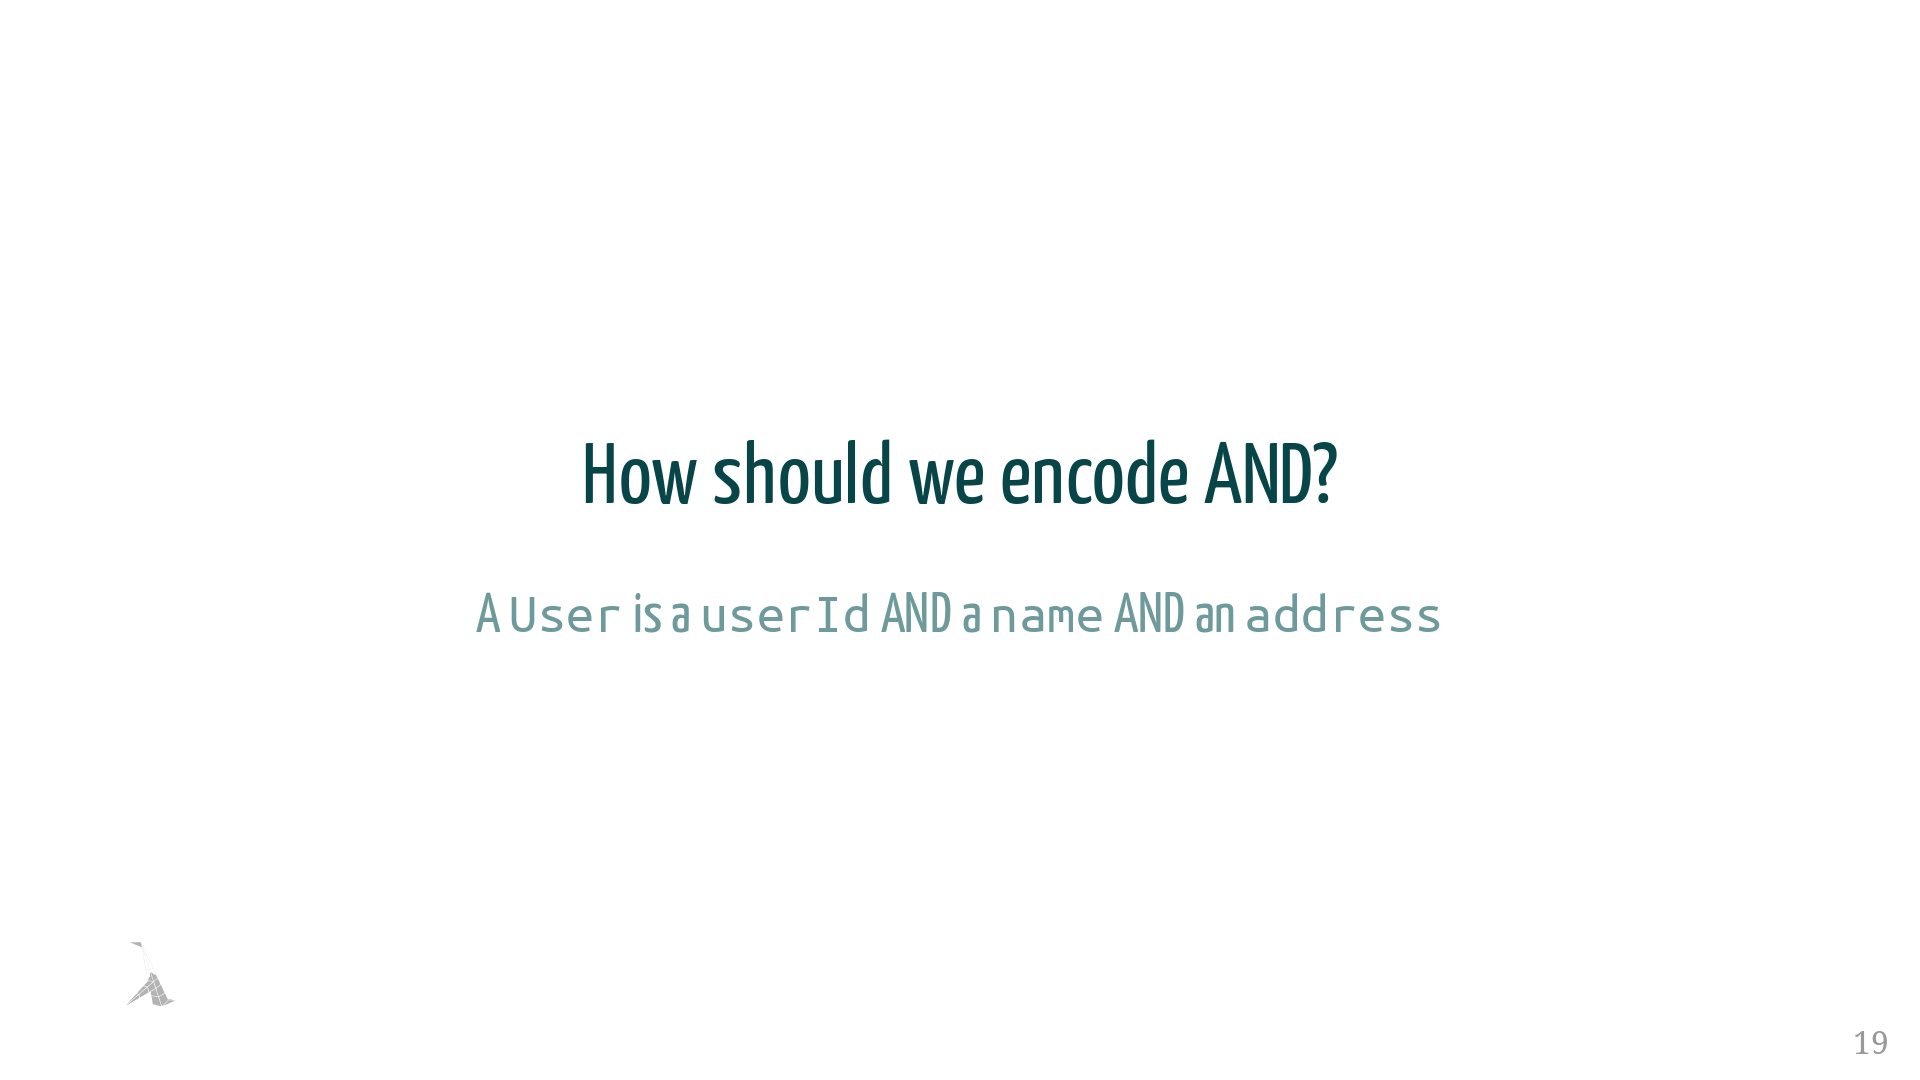 How should we encode AND?
A User is a userId AND a name AND an address
19